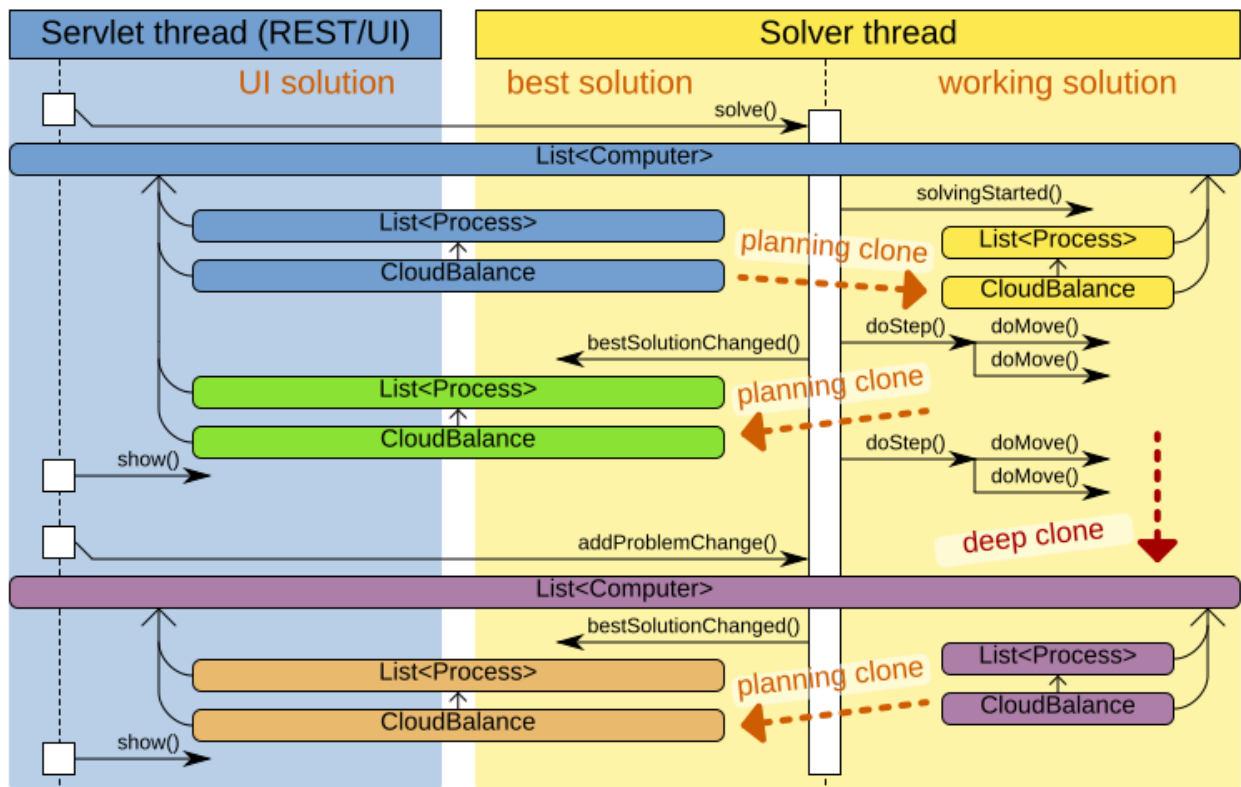 Servlet thread (REST/UI)
Solver thread
UI solution
best solution
working solution
solve()
List<Computer>
solvingStarted()
List<Process>
planning clone
List<Process>
CloudBalance
CloudBalance
bestSolutionChanged()
doStep()
doMove()
doMove()
List<Process>
planning clone
CloudBalance
show()
doStep()
doMove()
doMove()
addProblemChange()
deep clone
List<Computer>
bestSolutionChanged()
List<Process>
planning clone
List<Process>
CloudBalance
CloudBalance
show()